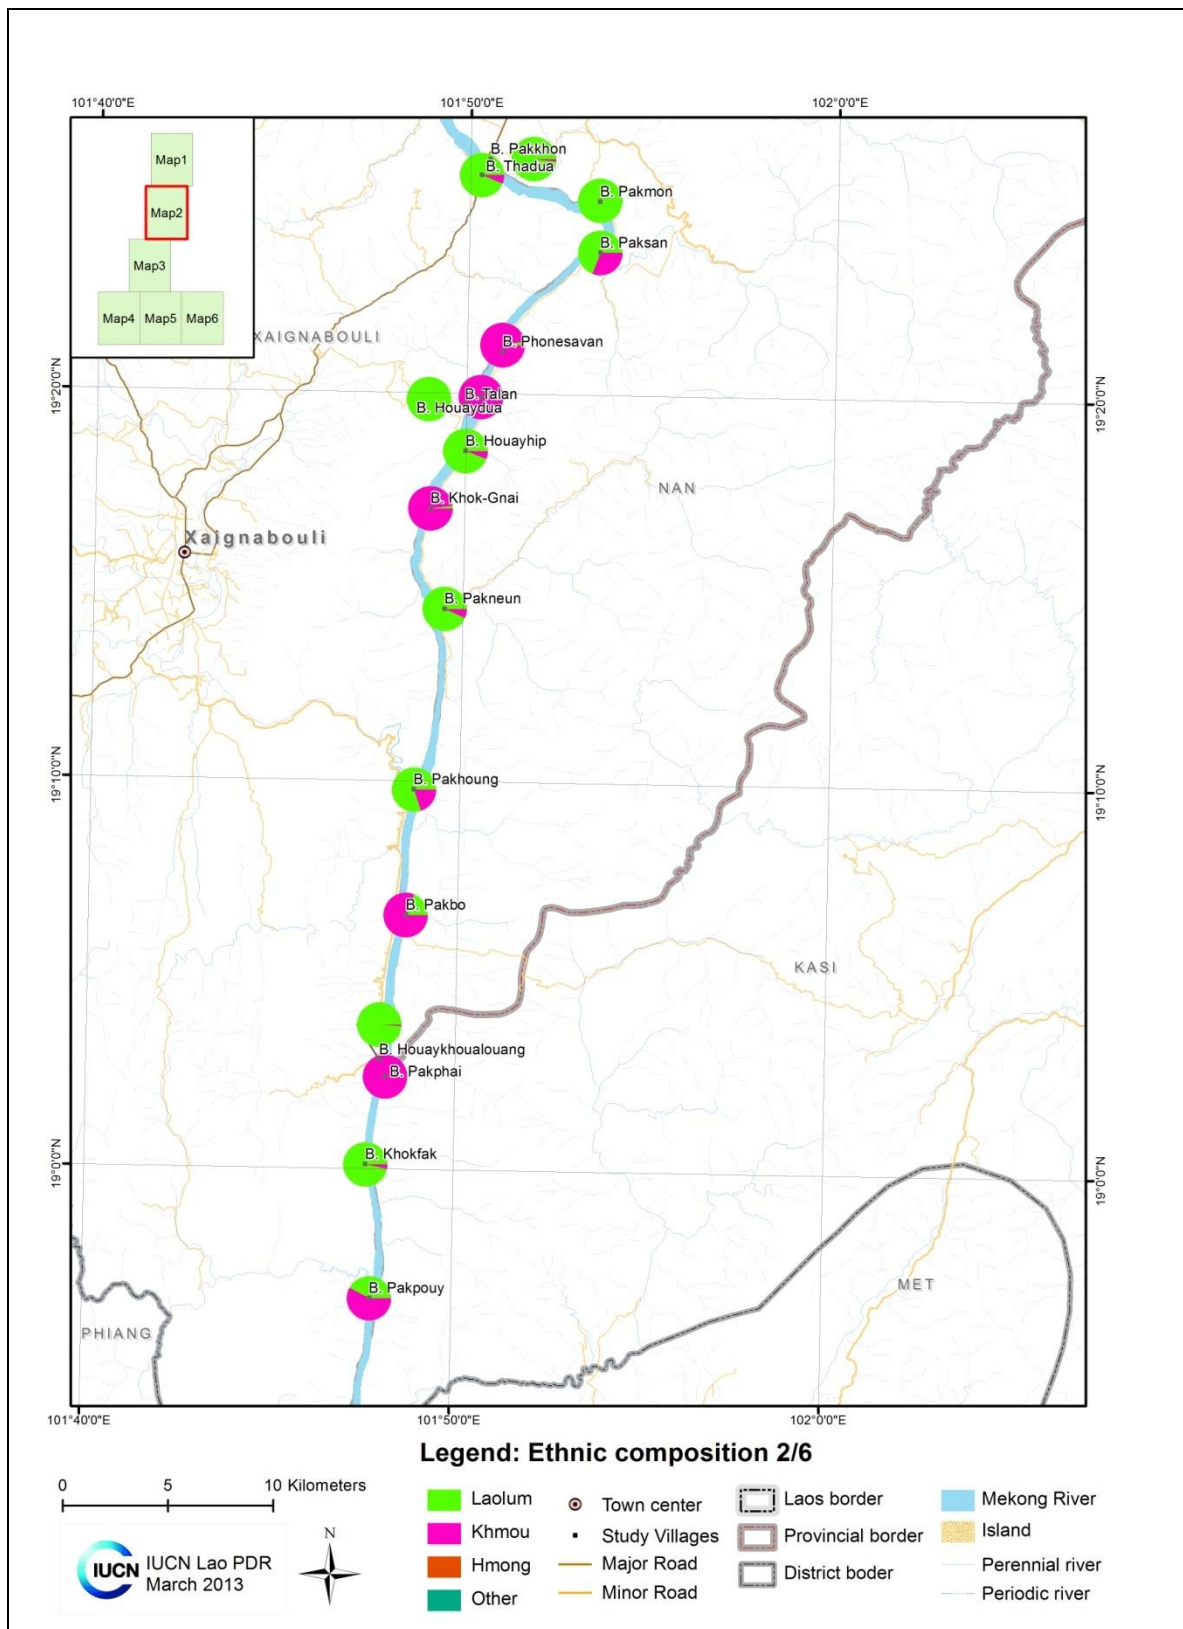 101°40'0"E
101°50'0"E
102°0'0"E
Map1
Map2
Map3
Map4
Map5
Map6
B. Pakkhon
B. Thadua
B. Pakmon
B. Paksan
XAIGNABOULI
B. Phonesavan
19°20'0"N
19°20'0"N
B. Talan
B. Houaydua
B. Houayhip
NAN
B. Khok-Gnai
Xaignabouli
B. Pakneun
19°10'0"N
19°10'0"N
B. Pakhoung
B. Pakbo
KASI
B. Houaykhoualouang
B. Pakphai
19°0'0"N
19°0'0"N
B. Khokfak
B. Pakpouy
MET
PHIANG
101°40'0"E
101°50'0"E
102°0'0"E
Legend: Ethnic composition 2/6
0 5 10 Kilometers
IUCN
IUCN Lao PDR
March 2013
N
Laolum
Khmou
Hmong
Other
Town center
Study Villages
Major Road
Minor Road
Laos border
Provincial border
District boder
Mekong River
Island
Perennial river
Periodic river